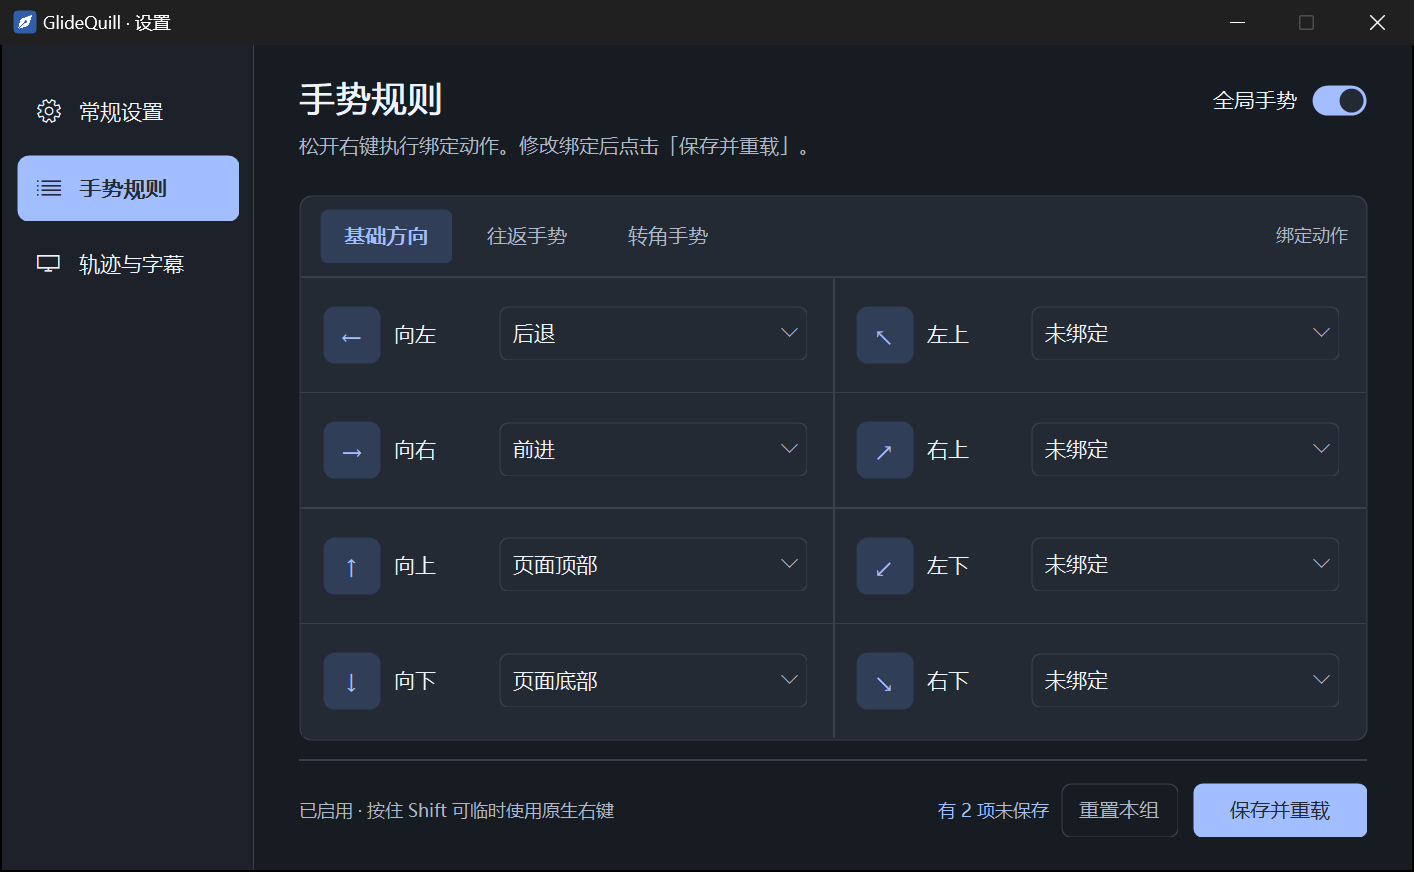 GlideQuill · 设置
常规设置
手势规则
轨迹与字幕
手势规则
全局手势
松开右键执行绑定动作。修改绑定后点击「保存并重载」。
基础方向 往返手势 转角手势 绑定动作
← 向左 后退 ↖ 左上 未绑定
→ 向右 前进 ↗ 右上 未绑定
↑ 向上 页面顶部 ↙ 左下 未绑定
↓ 向下 页面底部 ↘ 右下 未绑定
已启用 · 按住 Shift 可临时使用原生右键 有 2 项未保存 重置本组 保存并重载